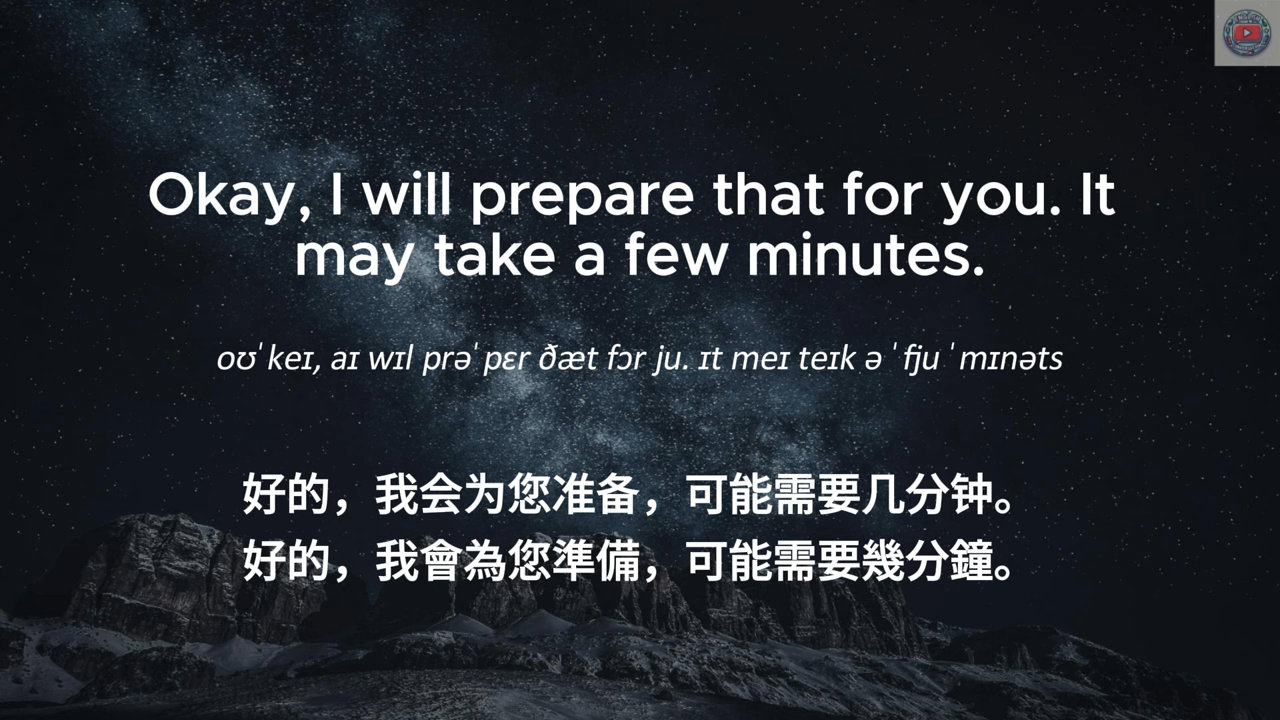 Okay, I will prepare that for you. It
may take a few minutes.
oʊˈkeɪ, aɪ wɪl prəˈpɛr ðæt fɔr ju. ɪt meɪ teɪk ə ˈfju ˈmɪnəts
好的，我会为您准备，可能需要几分钟。
好的，我會為您準備，可能需要幾分鐘。